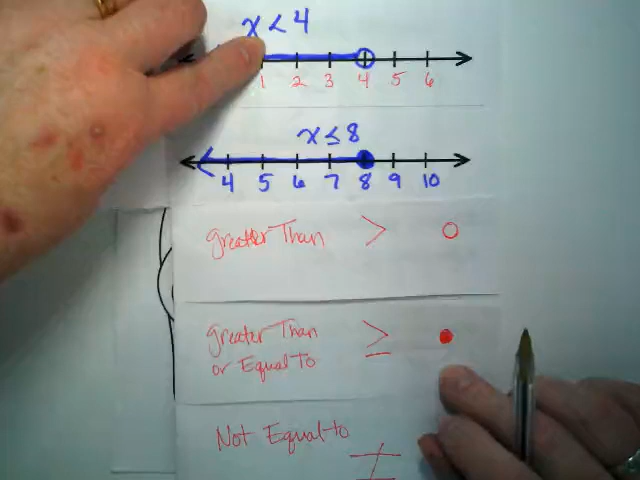 x < 4
1 2 3 4 5 6
x ≤ 8
4 5 6 7 8 9 10
greater Than >
greater Than ≥
or Equal to
Not Equal to ≠